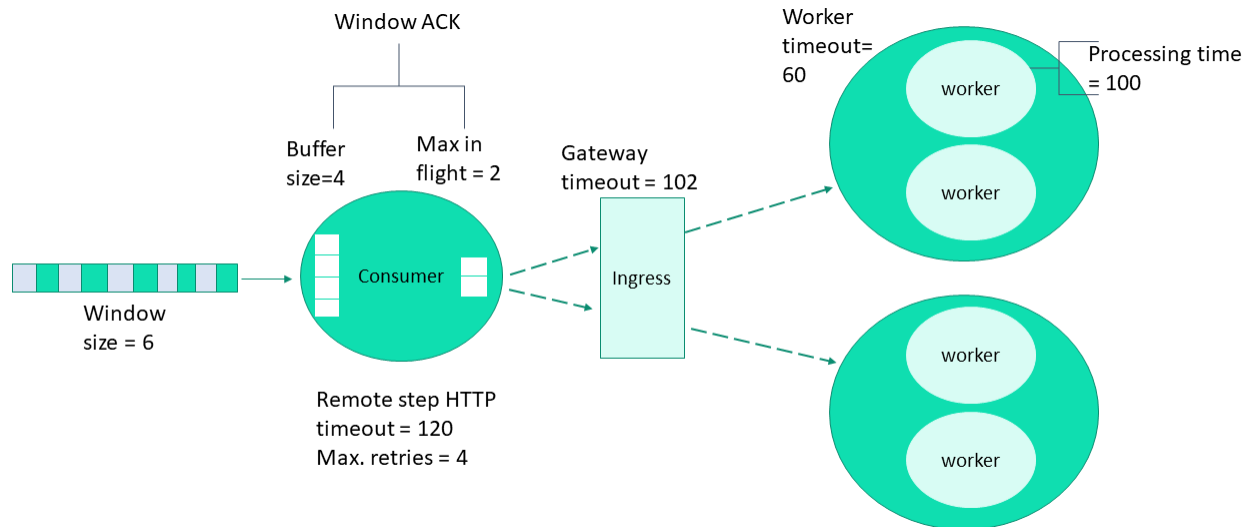 Window ACK
Buffer
size=4
Max in
flight = 2
Window
size = 6
Consumer
Remote step HTTP
timeout = 120
Max. retries = 4
Gateway
timeout = 102
Ingress
Worker
timeout=
60
worker
Processing time
= 100
worker
worker
worker